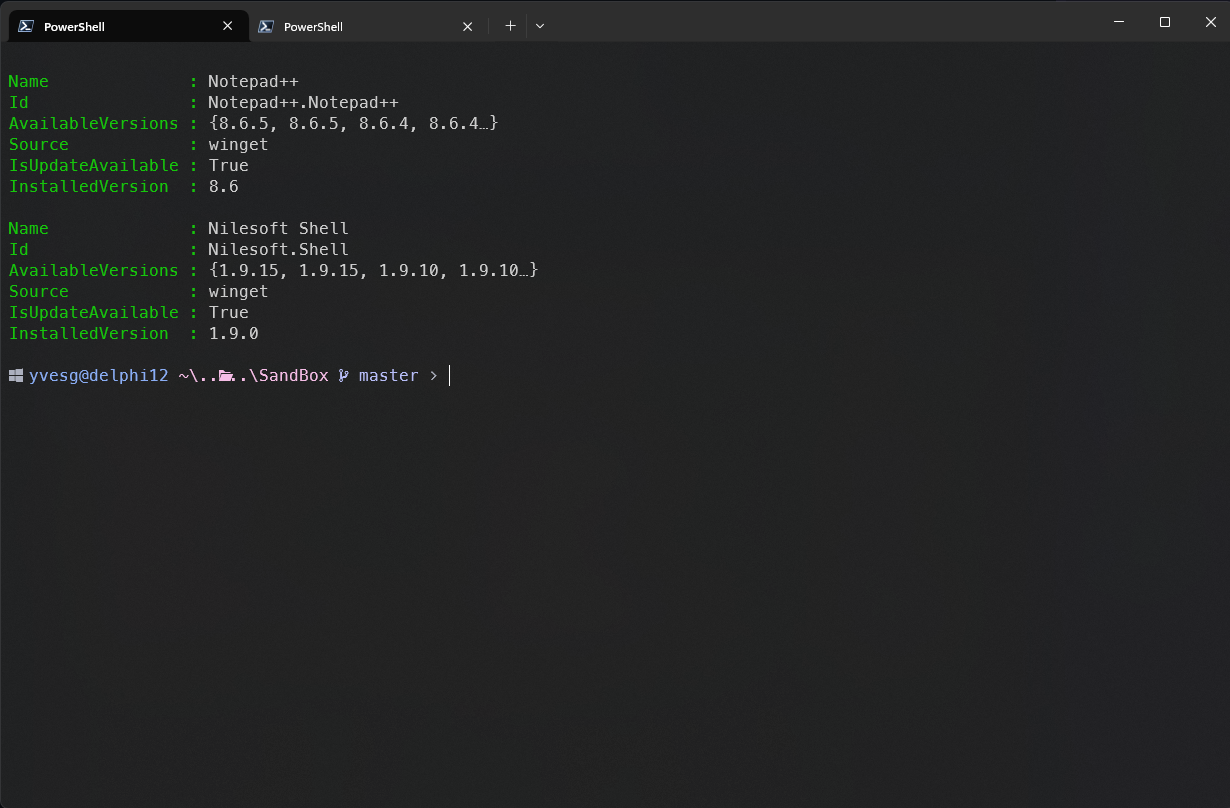 PowerShell
PowerShell
Name              : Notepad++
Id                : Notepad++.Notepad++
AvailableVersions : {8.6.5, 8.6.5, 8.6.4, 8.6.4…}
Source            : winget
IsUpdateAvailable : True
InstalledVersion  : 8.6
Name              : Nilesoft Shell
Id                : Nilesoft.Shell
AvailableVersions : {1.9.15, 1.9.15, 1.9.10, 1.9.10…}
Source            : winget
IsUpdateAvailable : True
InstalledVersion  : 1.9.0
yvesg@delphi12 ~\....\SandBox master >